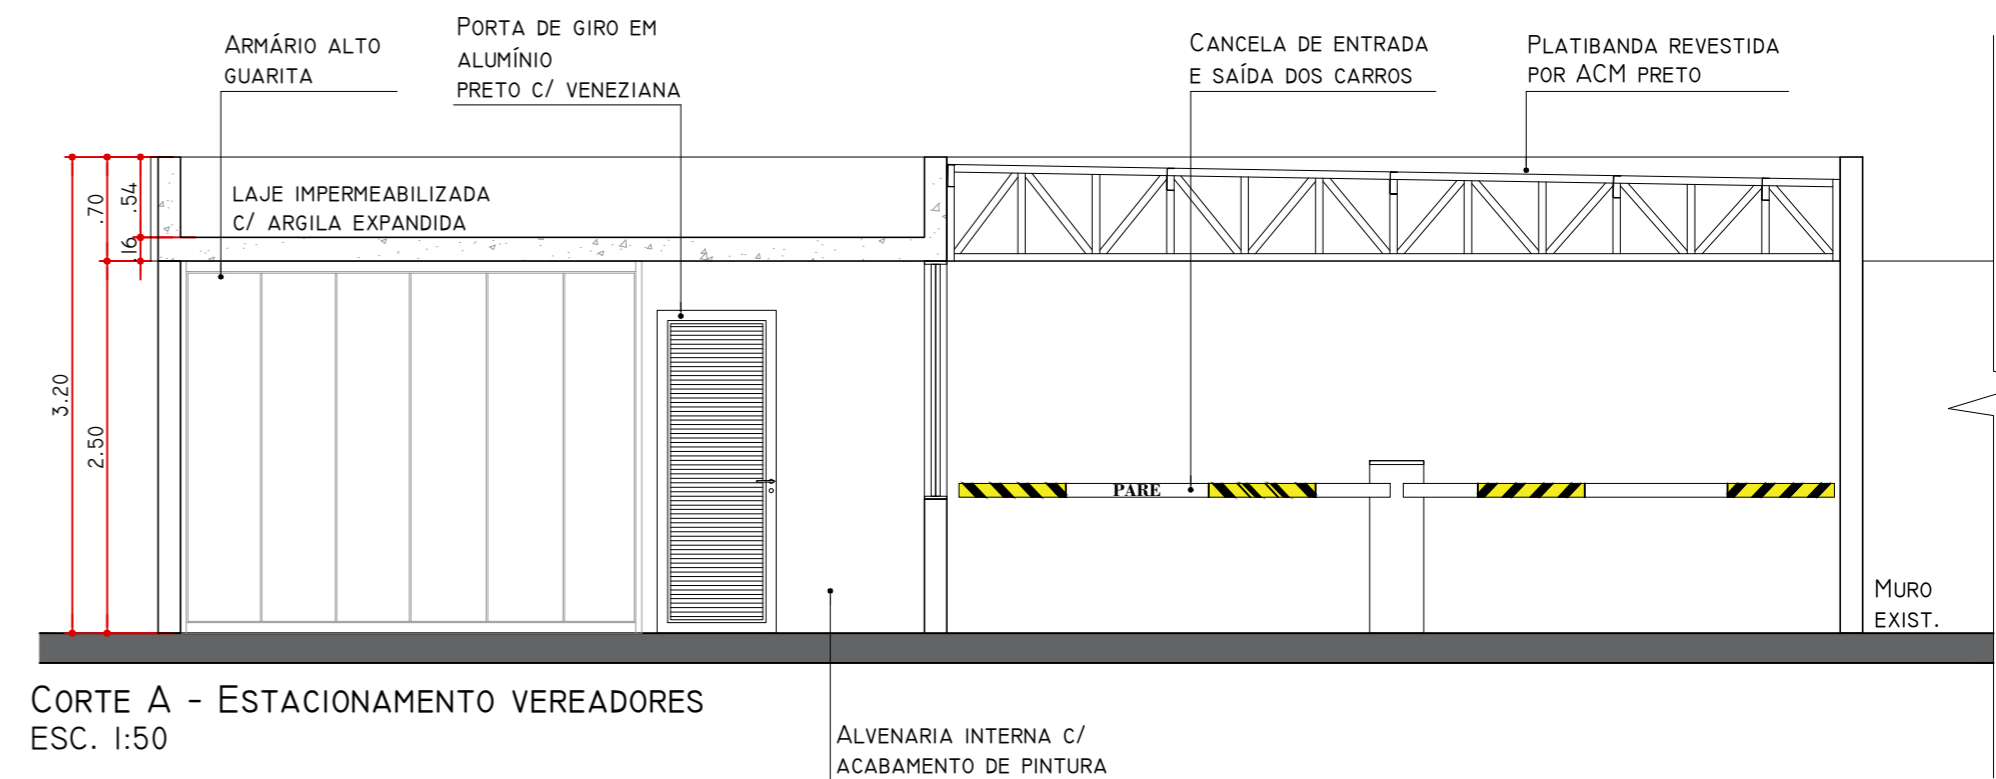 ARMÁRIO ALTO
GUARITA
PORTA DE GIRO EM
ALUMÍNIO
PRETO C/ VENEZIANA
CANCELA DE ENTRADA
E SAÍDA DOS CARROS
PLATIBANDA REVESTIDA
POR ACM PRETO
LAJE IMPERMEABILIZADA
C/ ARGILA EXPANDIDA
.70
.54
.16
3.20
2.50
PARE
MURO
EXIST.
CORTE A - ESTACIONAMENTO VEREADORES
ESC. 1:50
ALVENARIA INTERNA C/
ACABAMENTO DE PINTURA